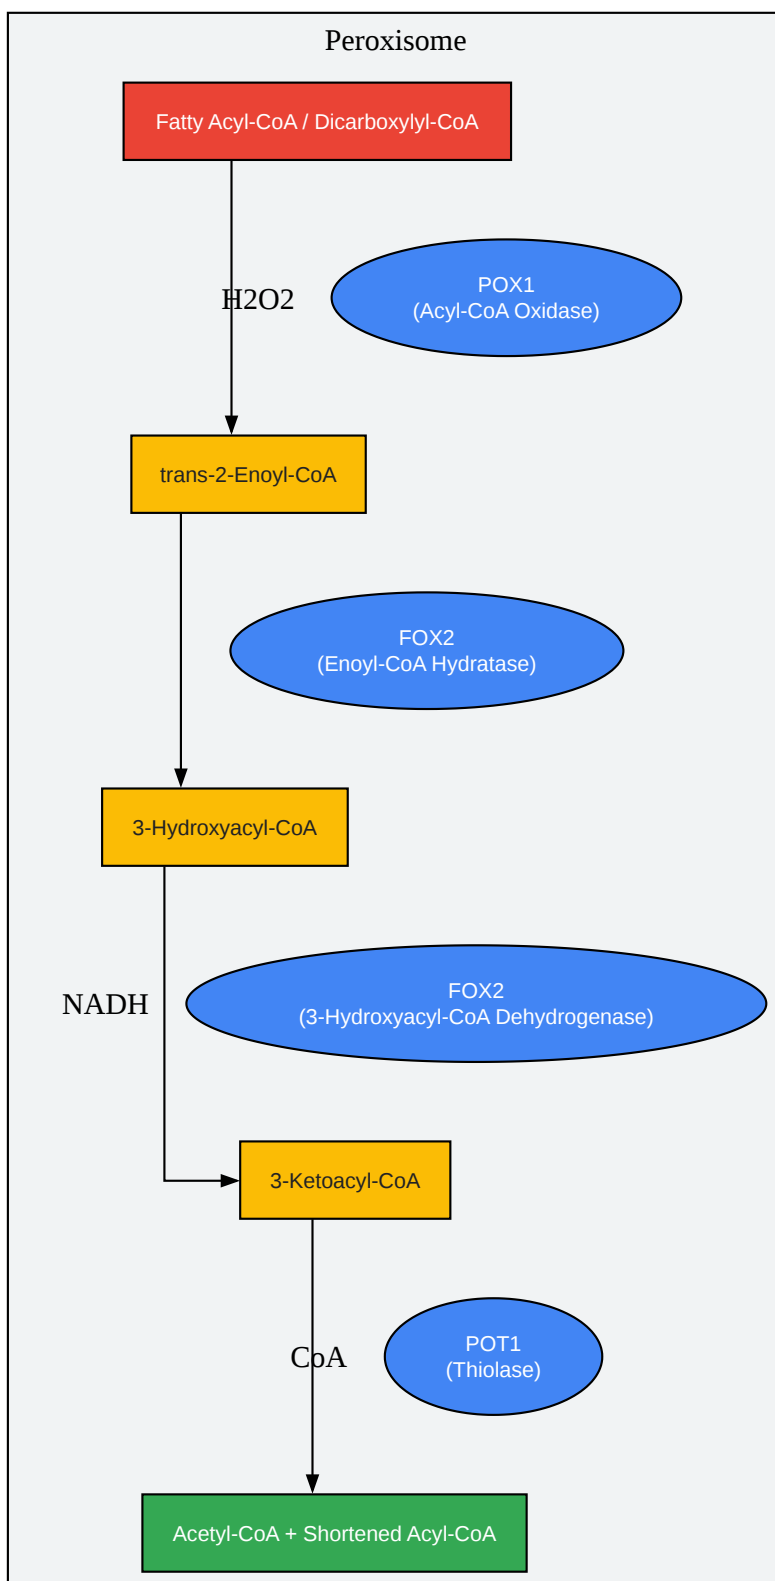 Peroxisome
Fatty Acyl-CoA / Dicarboxylyl-CoA
H2O2
POX1
(Acyl-CoA Oxidase)
trans-2-Enoyl-CoA
FOX2
(Enoyl-CoA Hydratase)
3-Hydroxyacyl-CoA
NADH
FOX2
(3-Hydroxyacyl-CoA Dehydrogenase)
3-Ketoacyl-CoA
CoA
POT1
(Thiolase)
Acetyl-CoA + Shortened Acyl-CoA